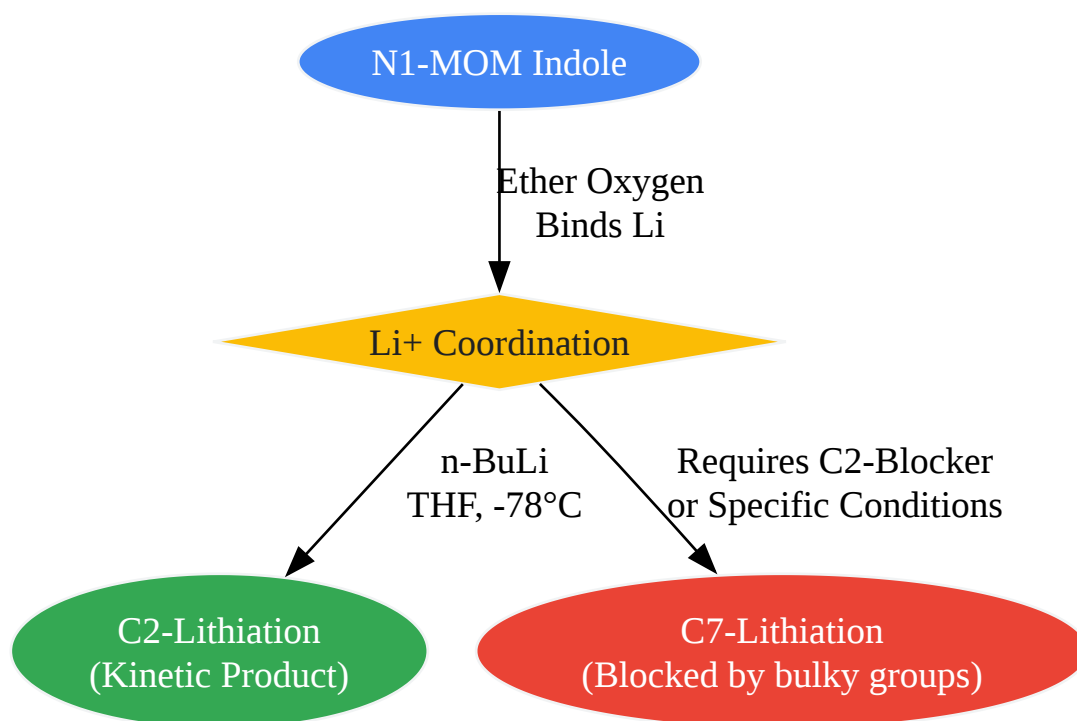 N1-MOM Indole
Ether Oxygen
Binds Li
Li+ Coordination
n-BuLi
THF, -78°C
Requires C2-Blocker
or Specific Conditions
C2-Lithiation
(Kinetic Product)
C7-Lithiation
(Blocked by bulky groups)